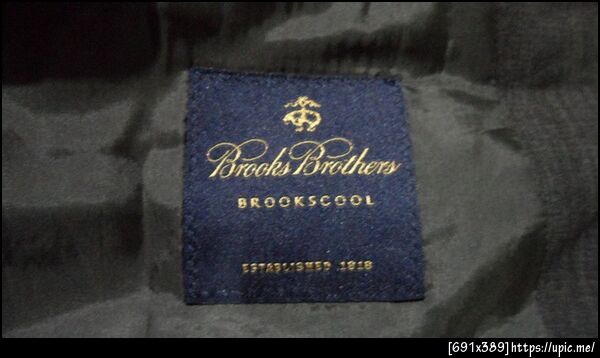 Brooks Brothers
BROOKSCOOL
ESTABLISHED 1818
[691x389]https://upic.me/